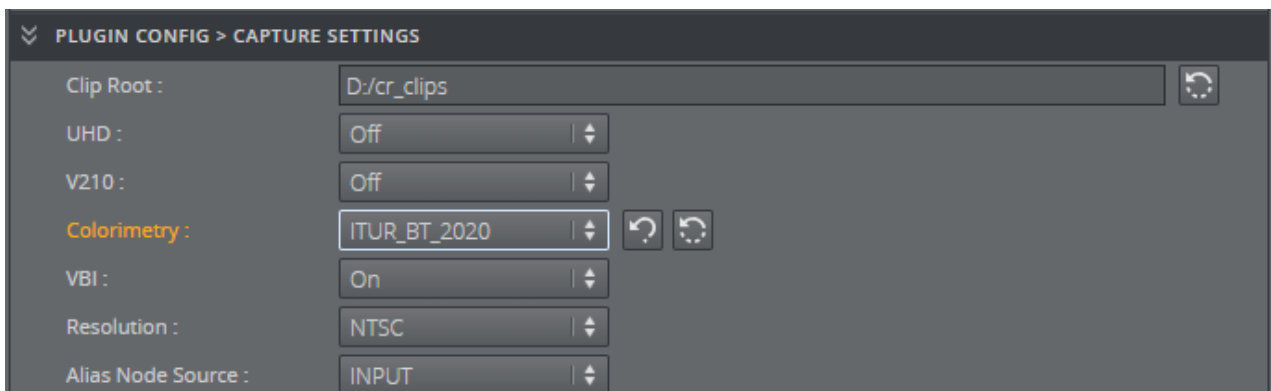 PLUGIN CONFIG > CAPTURE SETTINGS
Clip Root : D:/cr_clips
UHD : Off
V210 : Off
Colorimetry : ITUR_BT_2020
VBI : On
Resolution : NTSC
Alias Node Source : INPUT